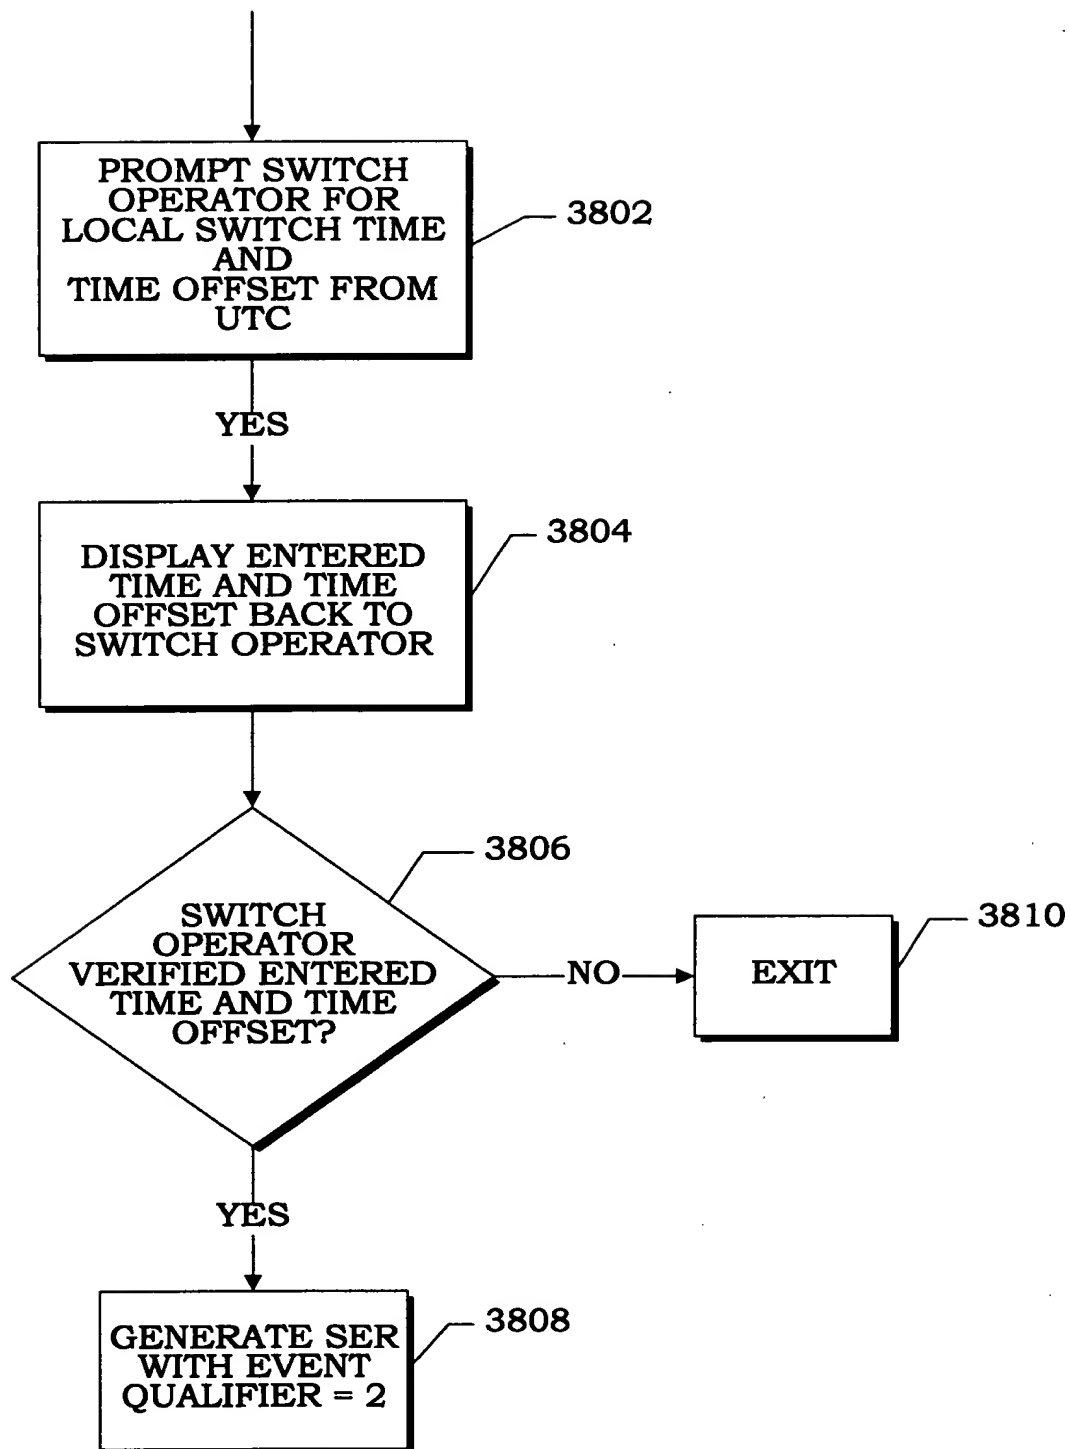 PROMPT SWITCH
OPERATOR FOR
LOCAL SWITCH TIME
AND
TIME OFFSET FROM
UTC
3802
YES
DISPLAY ENTERED
TIME AND TIME
OFFSET BACK TO
SWITCH OPERATOR
3804
SWITCH
OPERATOR
VERIFIED ENTERED
TIME AND TIME
OFFSET?
3806
NO
EXIT
3810
YES
GENERATE SER
WITH EVENT
QUALIFIER = 2
3808